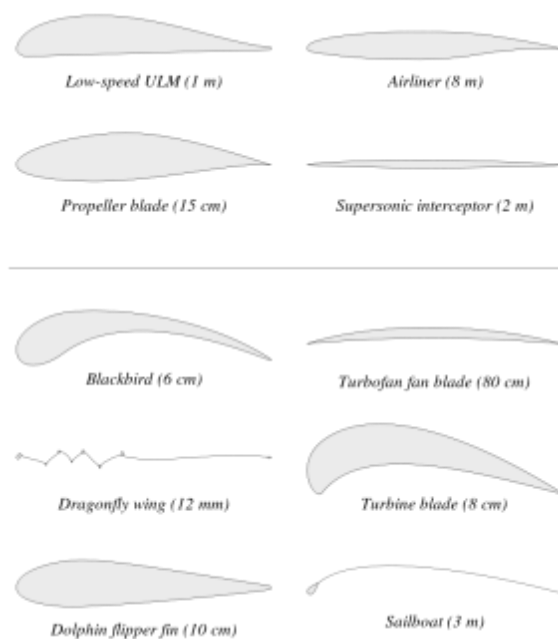 Low-speed ULM (1 m)
Airliner (8 m)
Propeller blade (15 cm)
Supersonic interceptor (2 m)
Blackbird (6 cm)
Turbofan fan blade (80 cm)
Dragonfly wing (12 mm)
Turbine blade (8 cm)
Dolphin flipper fin (10 cm)
Sailboat (3 m)